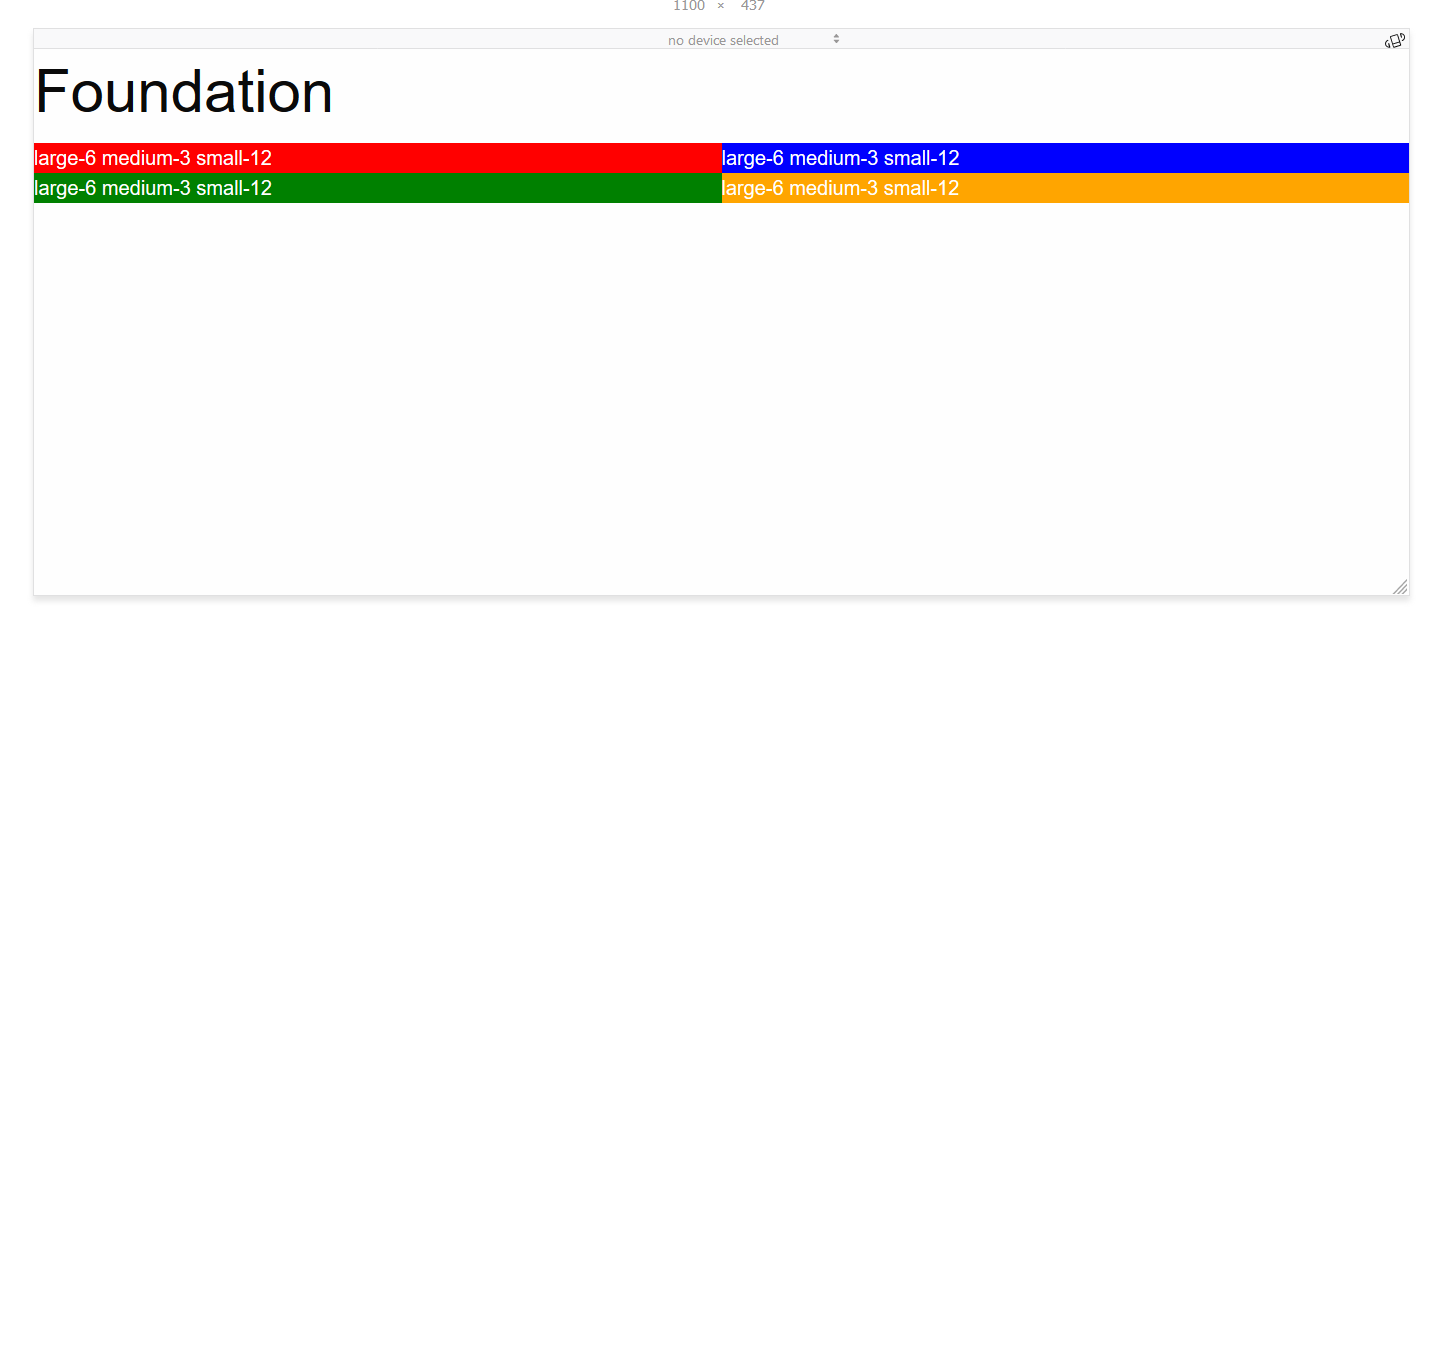 1100 × 437
no device selected
Foundation
large-6 medium-3 small-12 large-6 medium-3 small-12
large-6 medium-3 small-12 large-6 medium-3 small-12